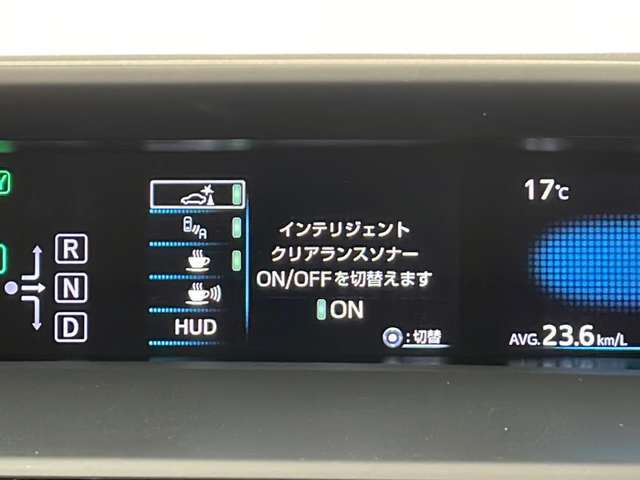 インテリジェント
クリアランスソナー
ON/OFFを切替えます
ON
:切替
HUD
R
N
D
17℃
AVG.23.6km/L